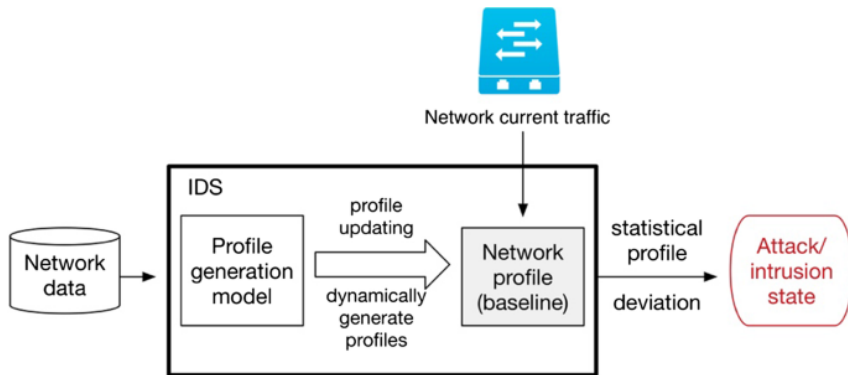 Network current traffic
IDS
profile
updating
Network
data
Profile
generation
model
dynamically
generate
profiles
Network
profile
(baseline)
statistical
profile
deviation
Attack/
intrusion
state